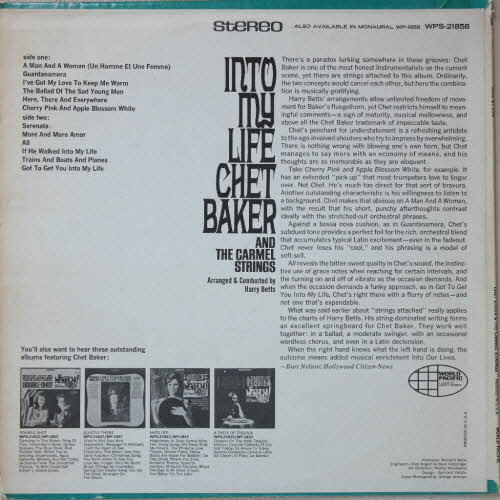 stereo
ALSO AVAILABLE IN MONAURAL WP-1858 WPS-21858
side one:
A Man And A Woman (Un Homme Et Une Femme)
Guantanamera
I've Got My Love To Keep Me Warm
The Ballad Of The Sad Young Men
Here, There And Everywhere
Cherry Pink And Apple Blossom White
side two:
Serenata
More And More Amor
All
If He Walked Into My Life
Trains And Boats And Planes
Got To Get You Into My Life
INTO
MY
LIFE
CHET
BAKER
AND
THE CARMEL
STRINGS
Arranged & Conducted by
Harry Betts
There's a paradox lurking somewhere in these grooves: Chet
Baker is one of the most honest Instrumentalists on the current
scene, yet there are strings attached to this album. Ordinarily,
the two concepts would cancel each other, but here the combina-
tion is musically gratifying.
Harry Betts' arrangements allow unlimited freedom of move-
ment for Baker's fluegelhorn, yet Chet restricts himself to mean-
ingful comments—a sign of maturity, musical mellowness, and
above all the Chet Baker trademark of impeccable taste.
Chet's penchant for understatement is a refreshing antidote
to the ego-involved shouters who try to impress by overwhelming.
There is nothing wrong with blowing one's own horn, but Chet
manages to say more with an economy of means, and his
thoughts are as memorable as they are eloquent.
Take Cherry Pink and Apple Blossom White, for example. It
has an extended "pick up" that most trumpeters love to linger
over. Not Chet. He's much too direct for that sort of bravura.
Another outstanding characteristic is his willingness to listen to
a background. Chet makes that obvious on A Man And A Woman,
with the result that his short, punchy afterthoughts contrast
ideally with the stretched-out orchestral phrases.
Against a bossa nova cushion, as in Guantanamera, Chet's
subdued tone provides a perfect foil for the rich, orchestral blend
that accumulates typical Latin excitement—even in the fadeout.
Chet never loses his "cool," and his phrasing is a model of
soft-sell.
All reveals the bitter-sweet quality in Chet's sound, the instinc-
tive use of grace notes when reaching for certain intervals, and
the turning on and off of vibrato as the occasion demands. And
when the occasion demands a funky approach, as in Got To Get
You Into My Life, Chet's right there with a flurry of notes—and
not one that's expendable.
What was said earlier about "strings attached" really applies
to the charts of Harry Betts. His string-dominated writing forms
an excellent springboard for Chet Baker. They work well
together: in a ballad, a moderate swinger, with an occasional
wordless chorus, and even in a Latin declension.
When the right hand knows what the left hand is doing, the
outcome means added musical enrichment Into Our Lives.
—Burt Nelson; Hollywood Citizen-News
You'll also want to hear these outstanding
albums featuring Chet Baker:
DOUBLE SHOT
QUIETLY THERE
HATS OFF
A TASTE OF TEQUILA
WORLD
PACIFIC
PRINTED IN U.S.A.
Producer: Richard Bock